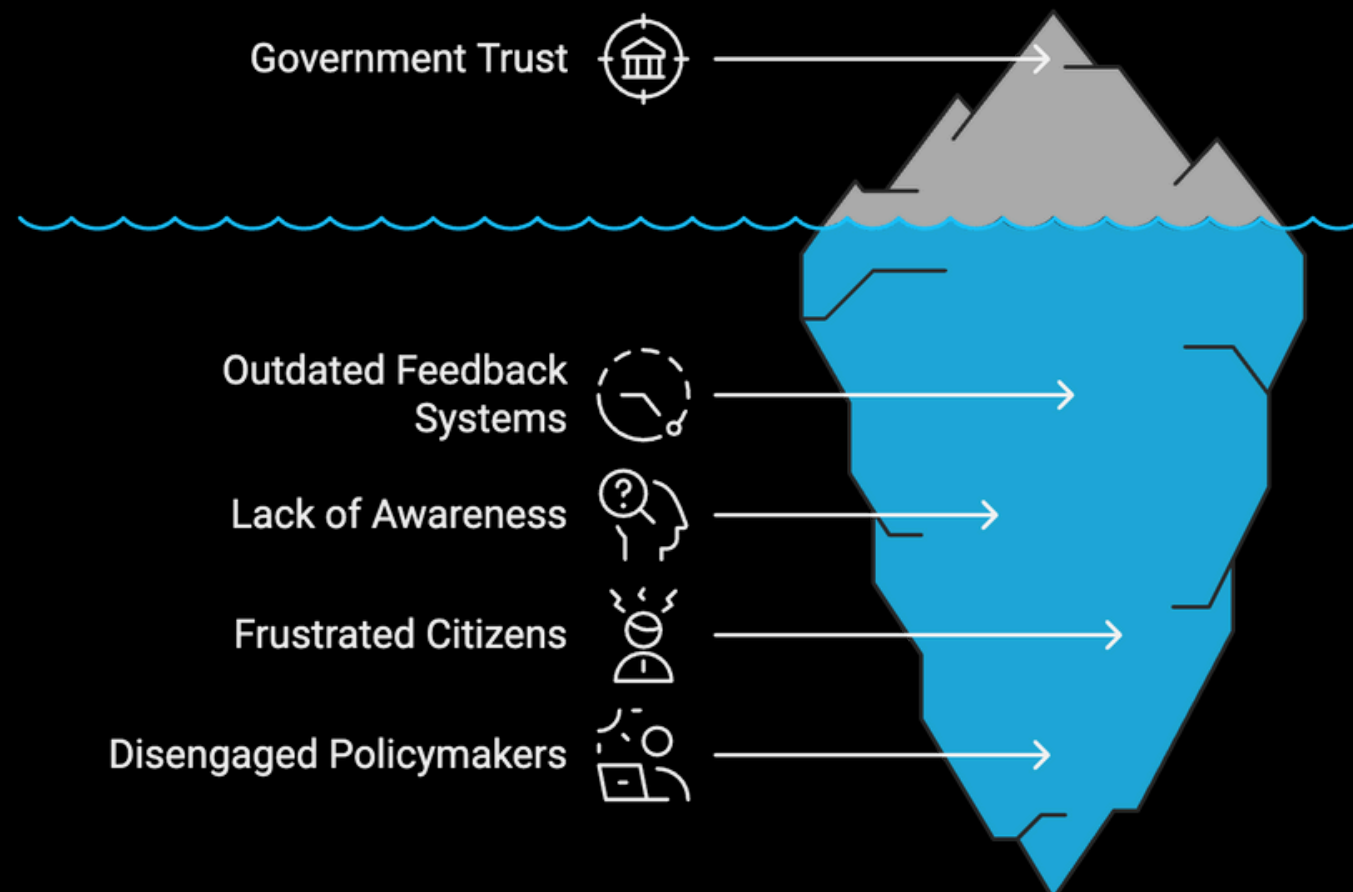 Government Trust
Outdated Feedback
Systems
Lack of Awareness
Frustrated Citizens
Disengaged Policymakers